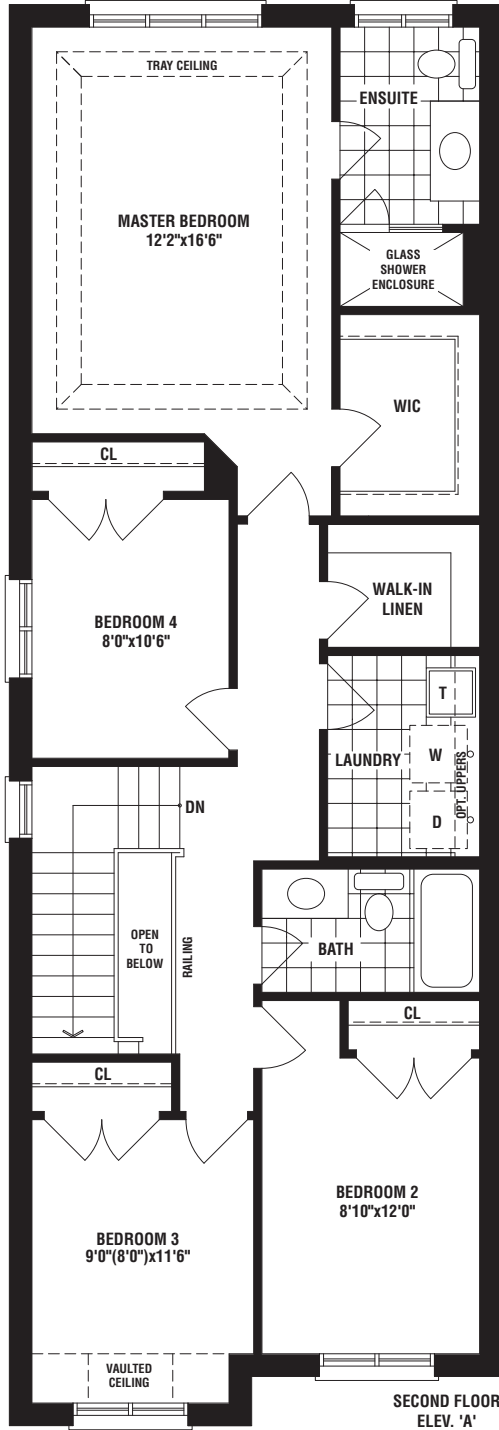 TRAY CEILING
ENSUITE
MASTER BEDROOM
12'2"x16'6"
GLASS
SHOWER
ENCLOSURE
WIC
CL
WALK-IN
LINEN
BEDROOM 4
8'0"x10'6"
T
LAUNDRY
W
OPT. UPPERS
D
DN
OPEN
TO
BELOW
RAILING
BATH
CL
CL
BEDROOM 2
8'10"x12'0"
BEDROOM 3
9'0"(8'0")x11'6"
VAULTED
CEILING
SECOND FLOOR
ELEV. 'A'